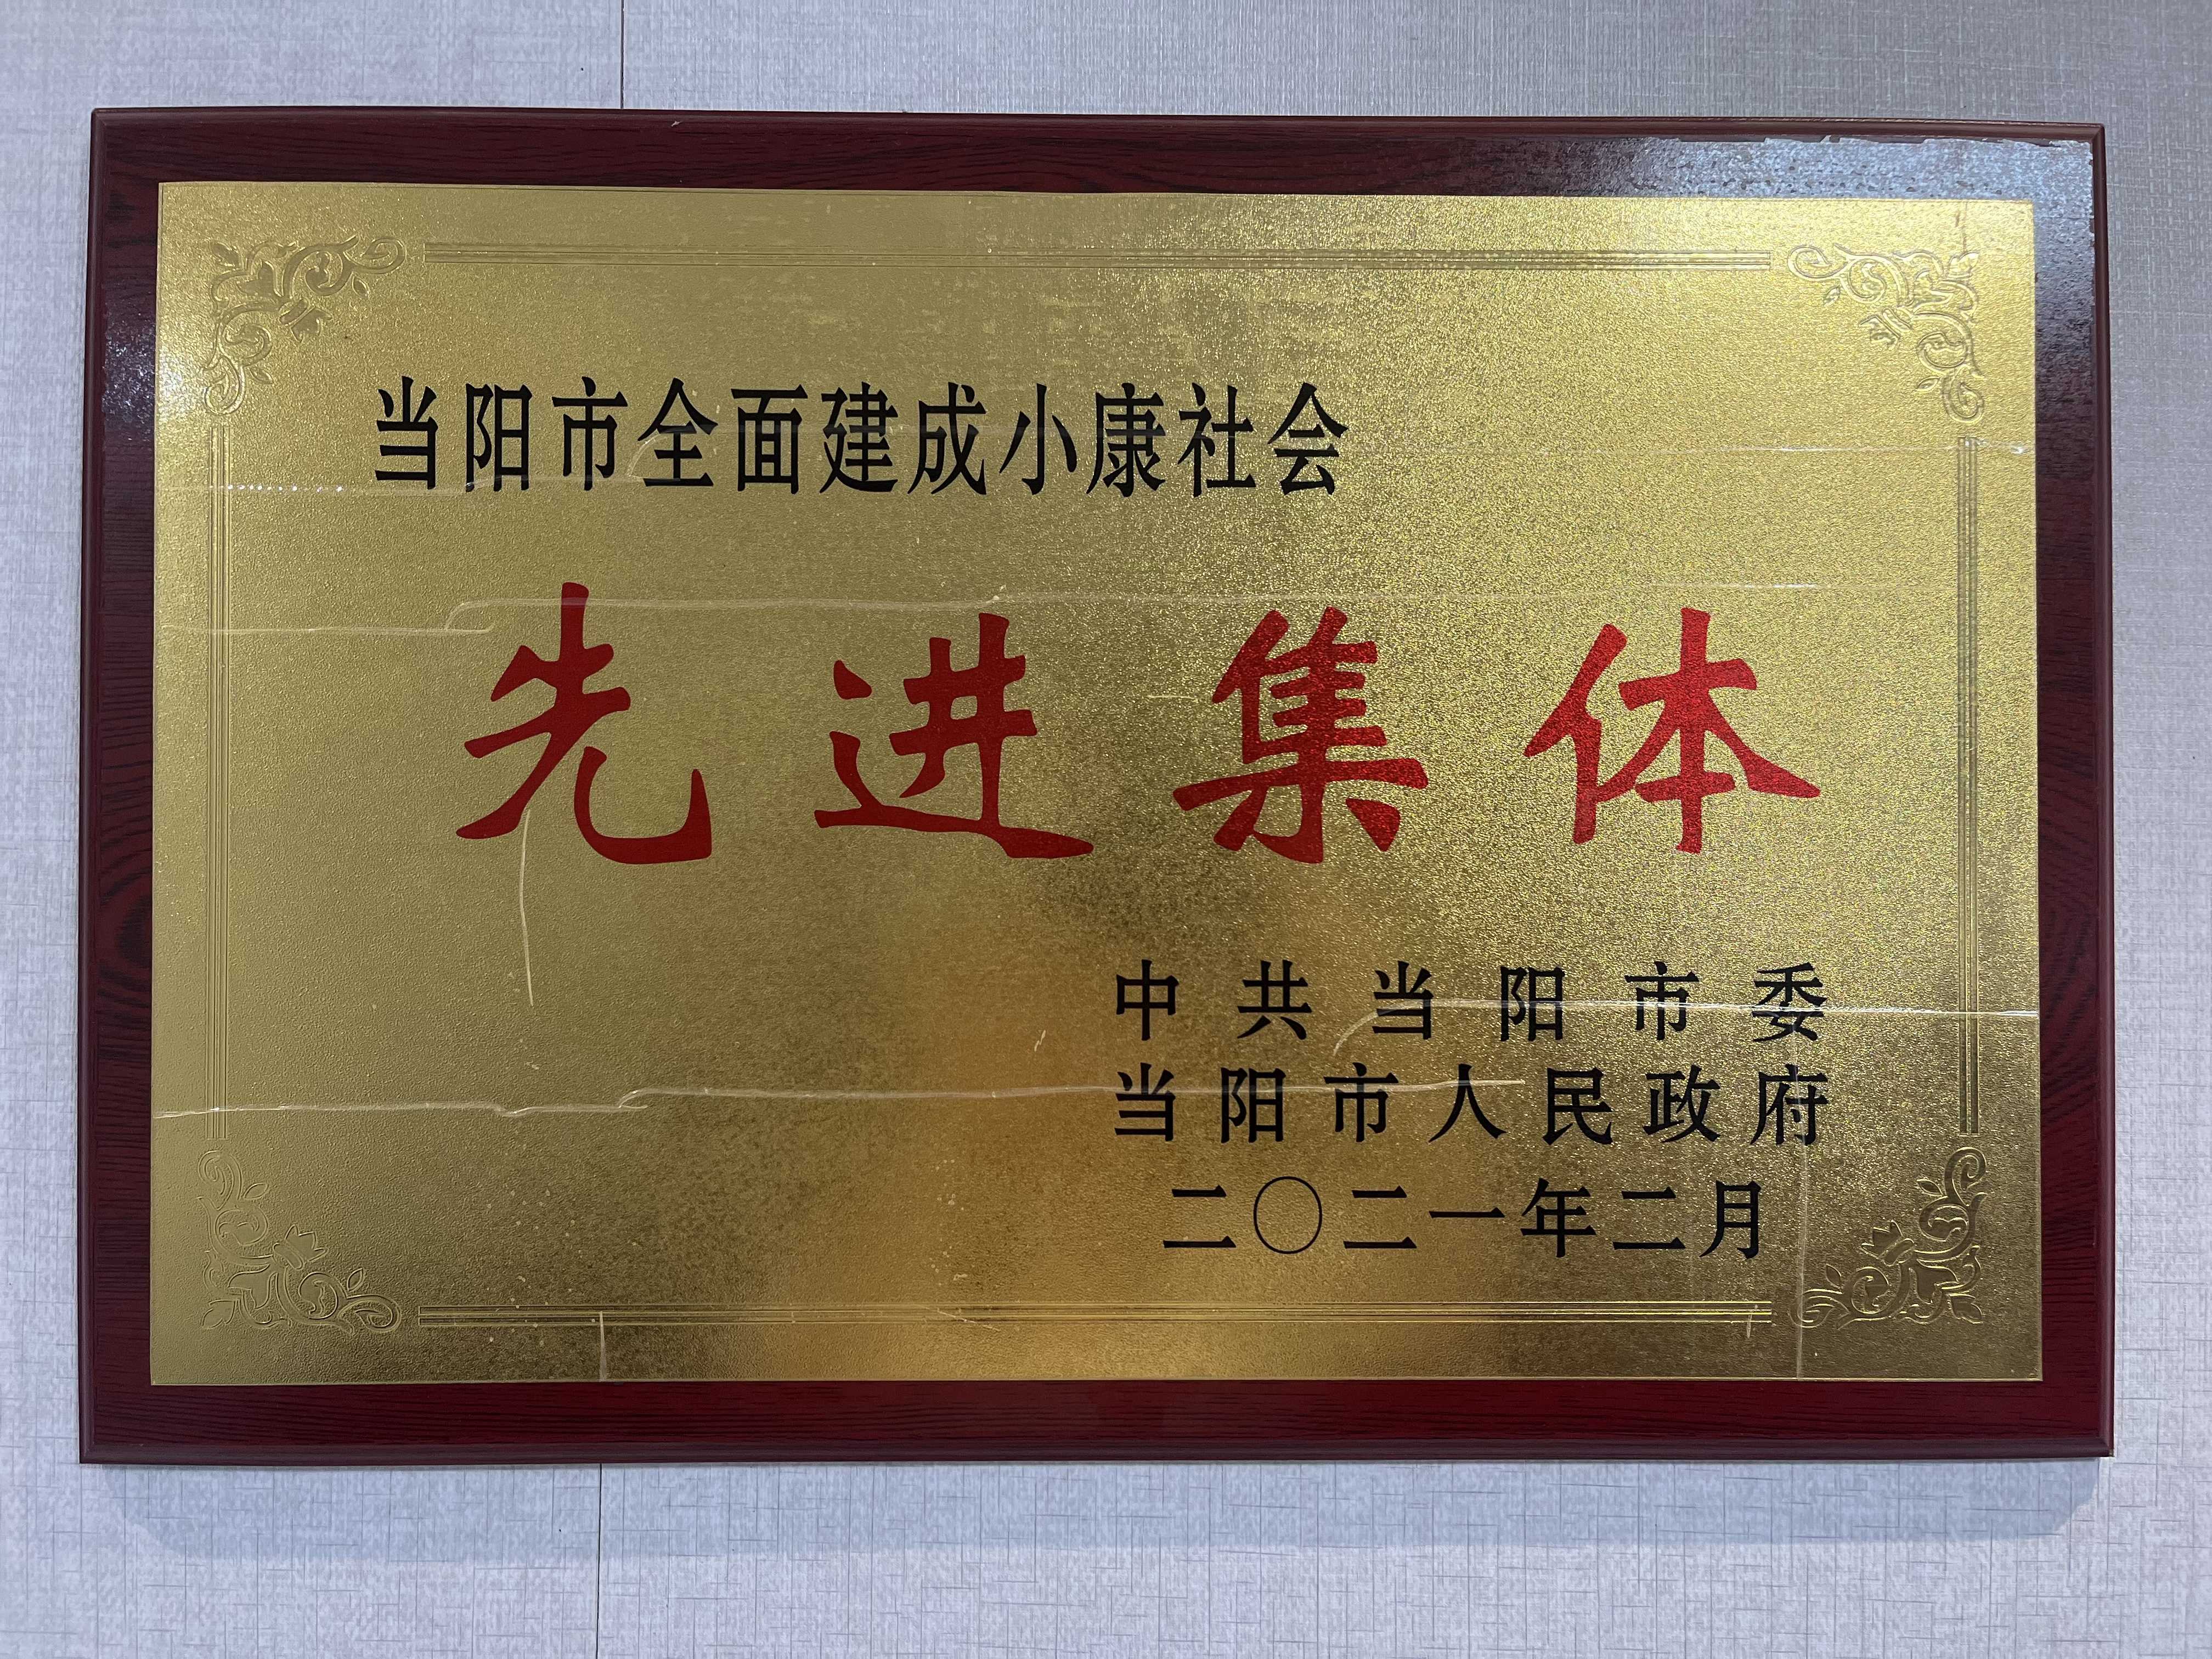 当阳市全面建成小康社会
先进集体
中共当阳市委
当阳市人民政府
二〇二一年二月